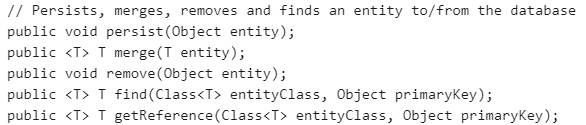 // Persists, merges, removes and finds an entity to/from the database
public void persist(Object entity);
public <T> T merge(T entity);
public void remove(Object entity);
public <T> T find(Class<T> entityClass, Object primaryKey);
public <T> T getReference(Class<T> entityClass, Object primaryKey);